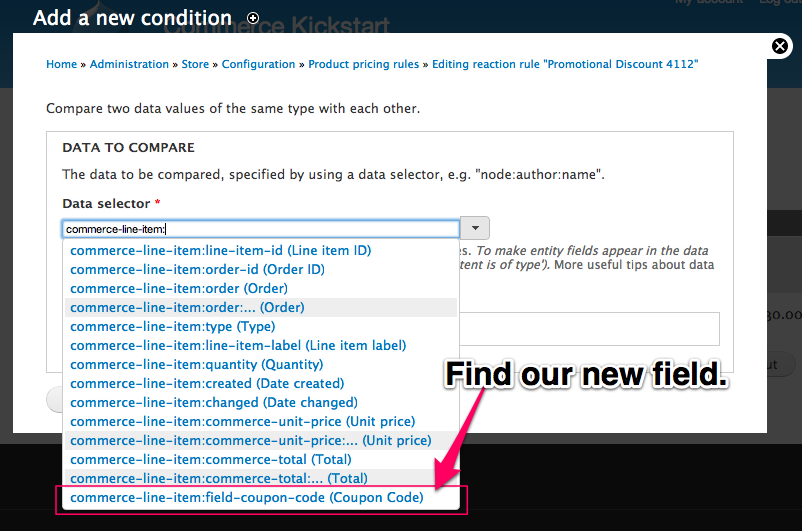 My account Log out
Add a new condition
Commerce Kickstart
Home » Administration » Store » Configuration » Product pricing rules » Editing reaction rule "Promotional Discount 4112"
Compare two data values of the same type with each other.
DATA TO COMPARE
The data to be compared, specified by using a data selector, e.g. "node:author:name".
Data selector *
commerce-line-item:
commerce-line-item:line-item-id (Line item ID)
es. To make entity fields appear in the data
commerce-line-item:order-id (Order ID)
tent is of type'). More useful tips about data
commerce-line-item:order (Order)
commerce-line-item:order:... (Order)
30.00
commerce-line-item:type (Type)
commerce-line-item:line-item-label (Line item label)
commerce-line-item:quantity (Quantity)
ut
Find our new field.
commerce-line-item:created (Date created)
commerce-line-item:changed (Date changed)
commerce-line-item:commerce-unit-price (Unit price)
commerce-line-item:commerce-unit-price:... (Unit price)
commerce-line-item:commerce-total (Total)
commerce-line-item:commerce-total:... (Total)
commerce-line-item:field-coupon-code (Coupon Code)